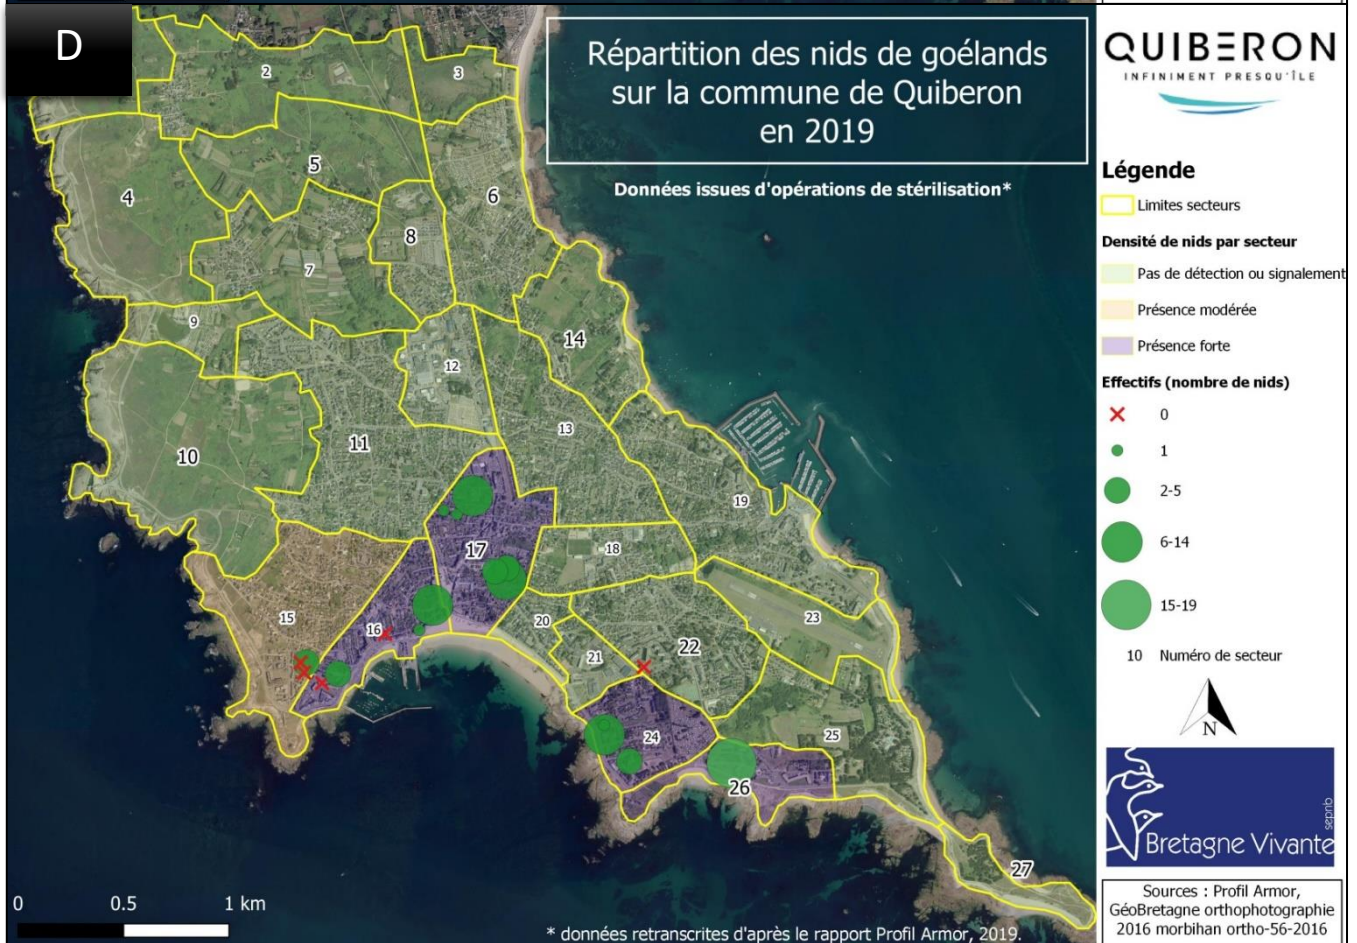 D
Répartition des nids de goélands
sur la commune de Quiberon
en 2019
Données issues d'opérations de stérilisation*
2
3
5
4
6
8
7
9
14
12
13
11
10
19
17
18
15
16
20
21
22
23
24
25
26
27
0 0.5 1 km
* données retranscrites d'après le rapport Profil Armor, 2019.
QUIBERON
INFINIMENT PRESQU'ÎLE
Légende
Limites secteurs
Densité de nids par secteur
Pas de détection ou signalement
Présence modérée
Présence forte
Effectifs (nombre de nids)
0
1
2-5
6-14
15-19
10 Numéro de secteur
N
Bretagne Vivante
sepnb
Sources : Profil Armor,
GéoBretagne orthophotographie
2016 morbihan ortho-56-2016